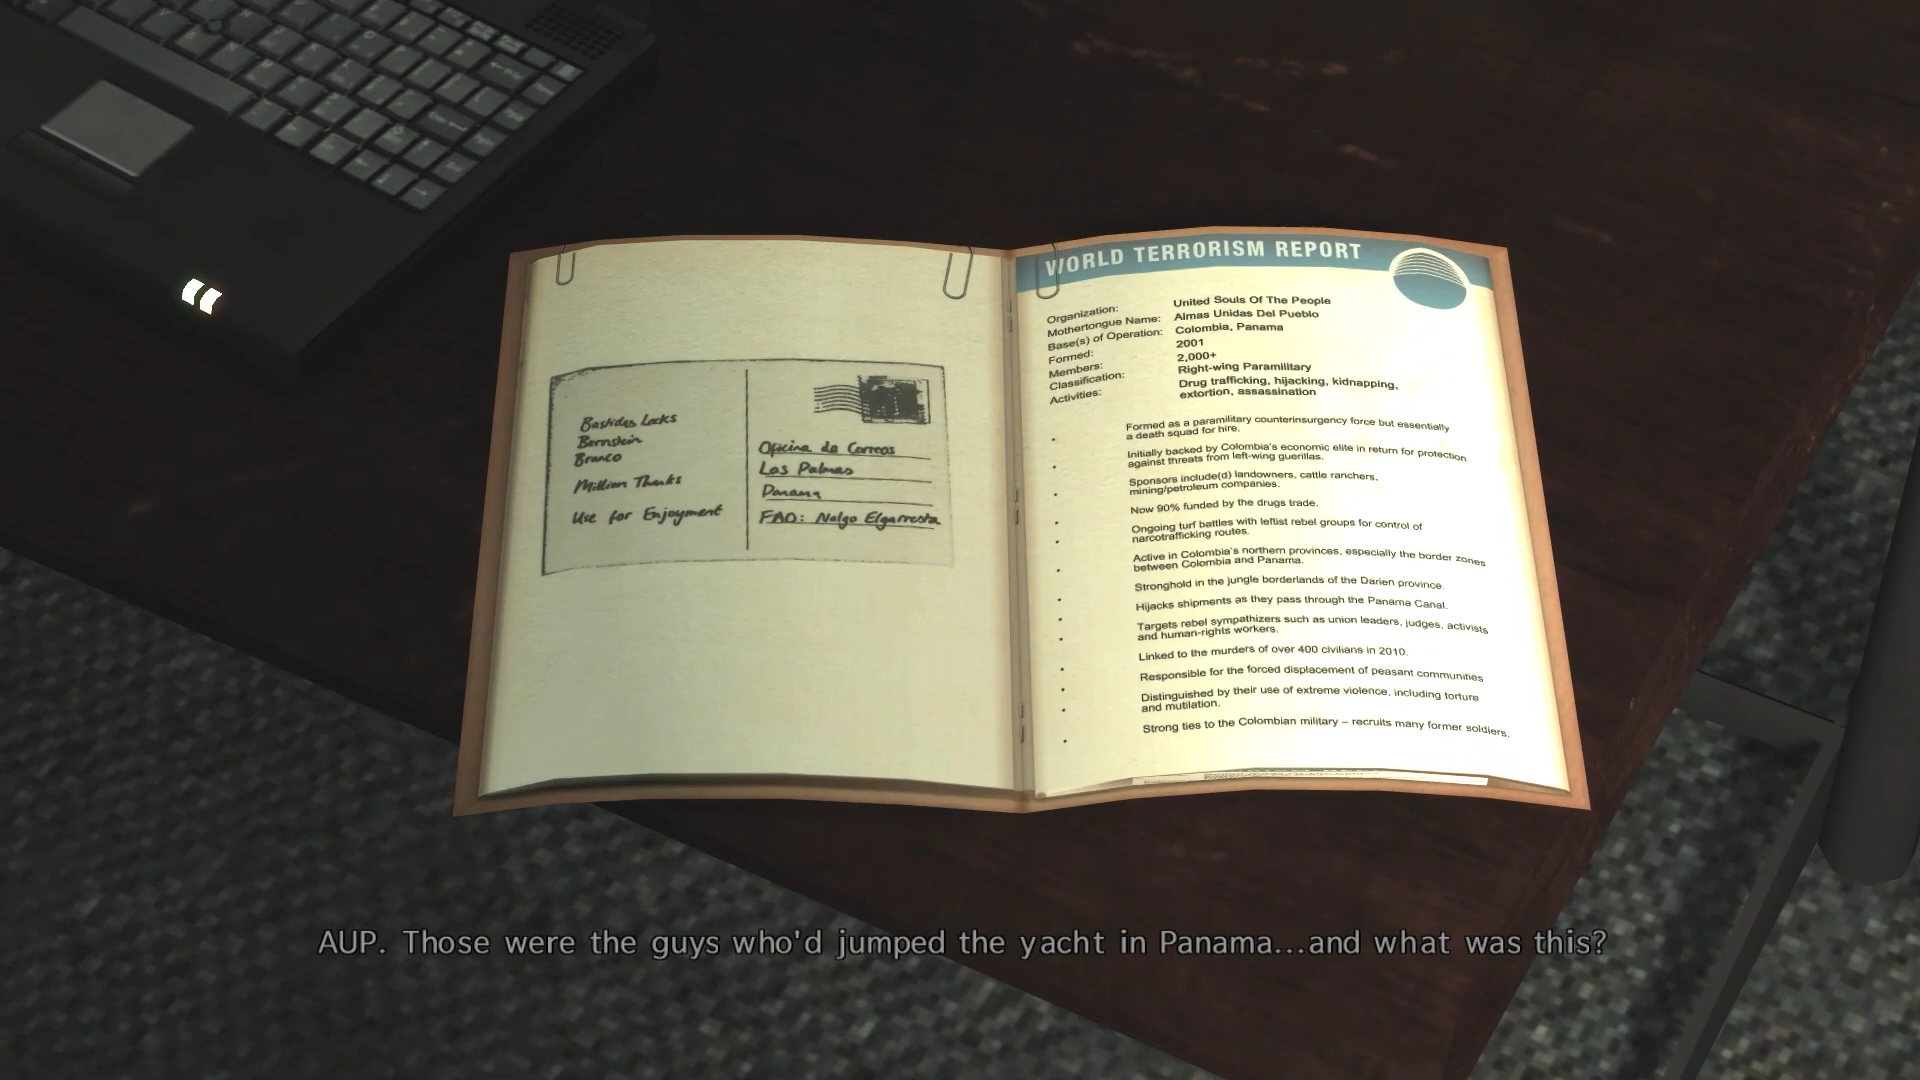 Bastidas Locks
Bernstein
Branco
Million Thanks
Use for Enjoyment
Oficina de Correos
Las Palmas
Panama
FAO: Nalgo Elgarresta
WORLD TERRORISM REPORT
Organization: United Souls Of The People
Mothertongue Name: Almas Unidas Del Pueblo
Base(s) of Operation: Colombia, Panama
Formed: 2001
Members: 2,000+
Classification: Right-wing Paramilitary
Activities: Drug trafficking, hijacking, kidnapping,
extortion, assassination
• Formed as a paramilitary counterinsurgency force but essentially
a death squad for hire.
• Initially backed by Colombia's economic elite in return for protection
against threats from left-wing guerillas.
• Sponsors include(d) landowners, cattle ranchers,
mining/petroleum companies.
• Now 90% funded by the drugs trade.
• Ongoing turf battles with leftist rebel groups for control of
narcotrafficking routes.
• Active in Colombia's northern provinces, especially the border zones
between Colombia and Panama.
• Stronghold in the jungle borderlands of the Darien province.
• Hijacks shipments as they pass through the Panama Canal.
• Targets rebel sympathizers such as union leaders, judges, activists
and human-rights workers.
• Linked to the murders of over 400 civilians in 2010.
• Responsible for the forced displacement of peasant communities
• Distinguished by their use of extreme violence, including torture
and mutilation.
• Strong ties to the Colombian military – recruits many former soldiers.
AUP. Those were the guys who'd jumped the yacht in Panama...and what was this?